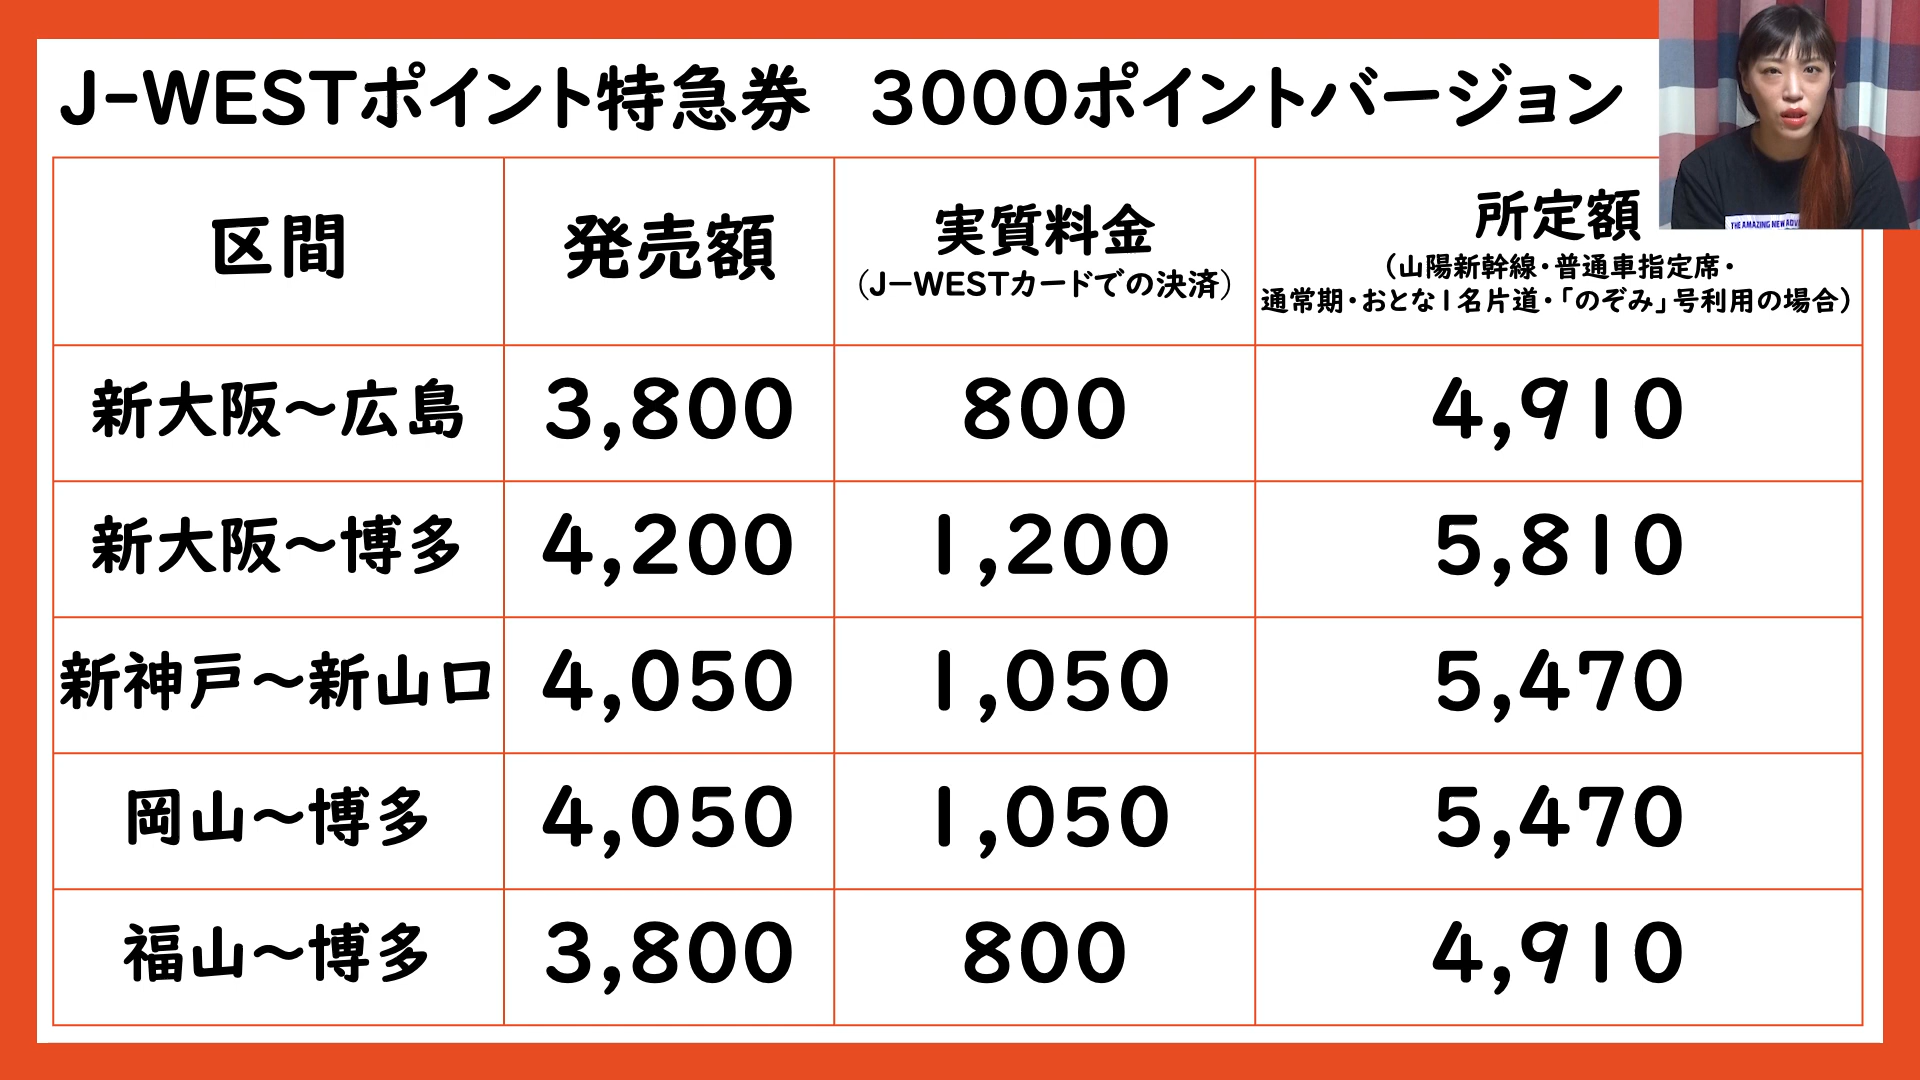 J-WESTポイント特急券　3000ポイントバージョン
区間
発売額
実質料金
（J-WESTカードでの決済）
所定額
（山陽新幹線・普通車指定席・
通常期・おとな1名片道・「のぞみ」号利用の場合）
新大阪～広島 3,800 800 4,910
新大阪～博多 4,200 1,200 5,810
新神戸～新山口 4,050 1,050 5,470
岡山～博多 4,050 1,050 5,470
福山～博多 3,800 800 4,910
THE AMAZING NEW